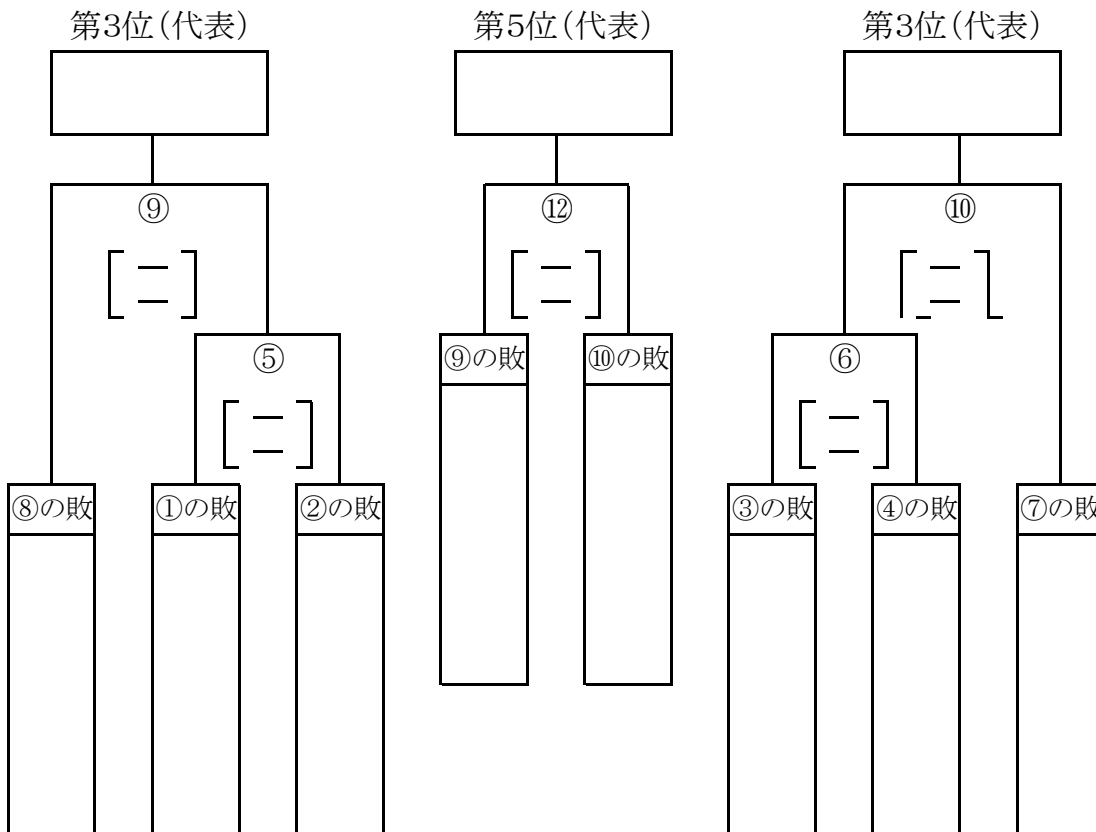 第3位(代表)
第5位(代表)
第3位(代表)
⑨
⑫
⑩
⑨の敗
⑩の敗
⑤
⑥
⑧の敗
①の敗
②の敗
③の敗
④の敗
⑦の敗